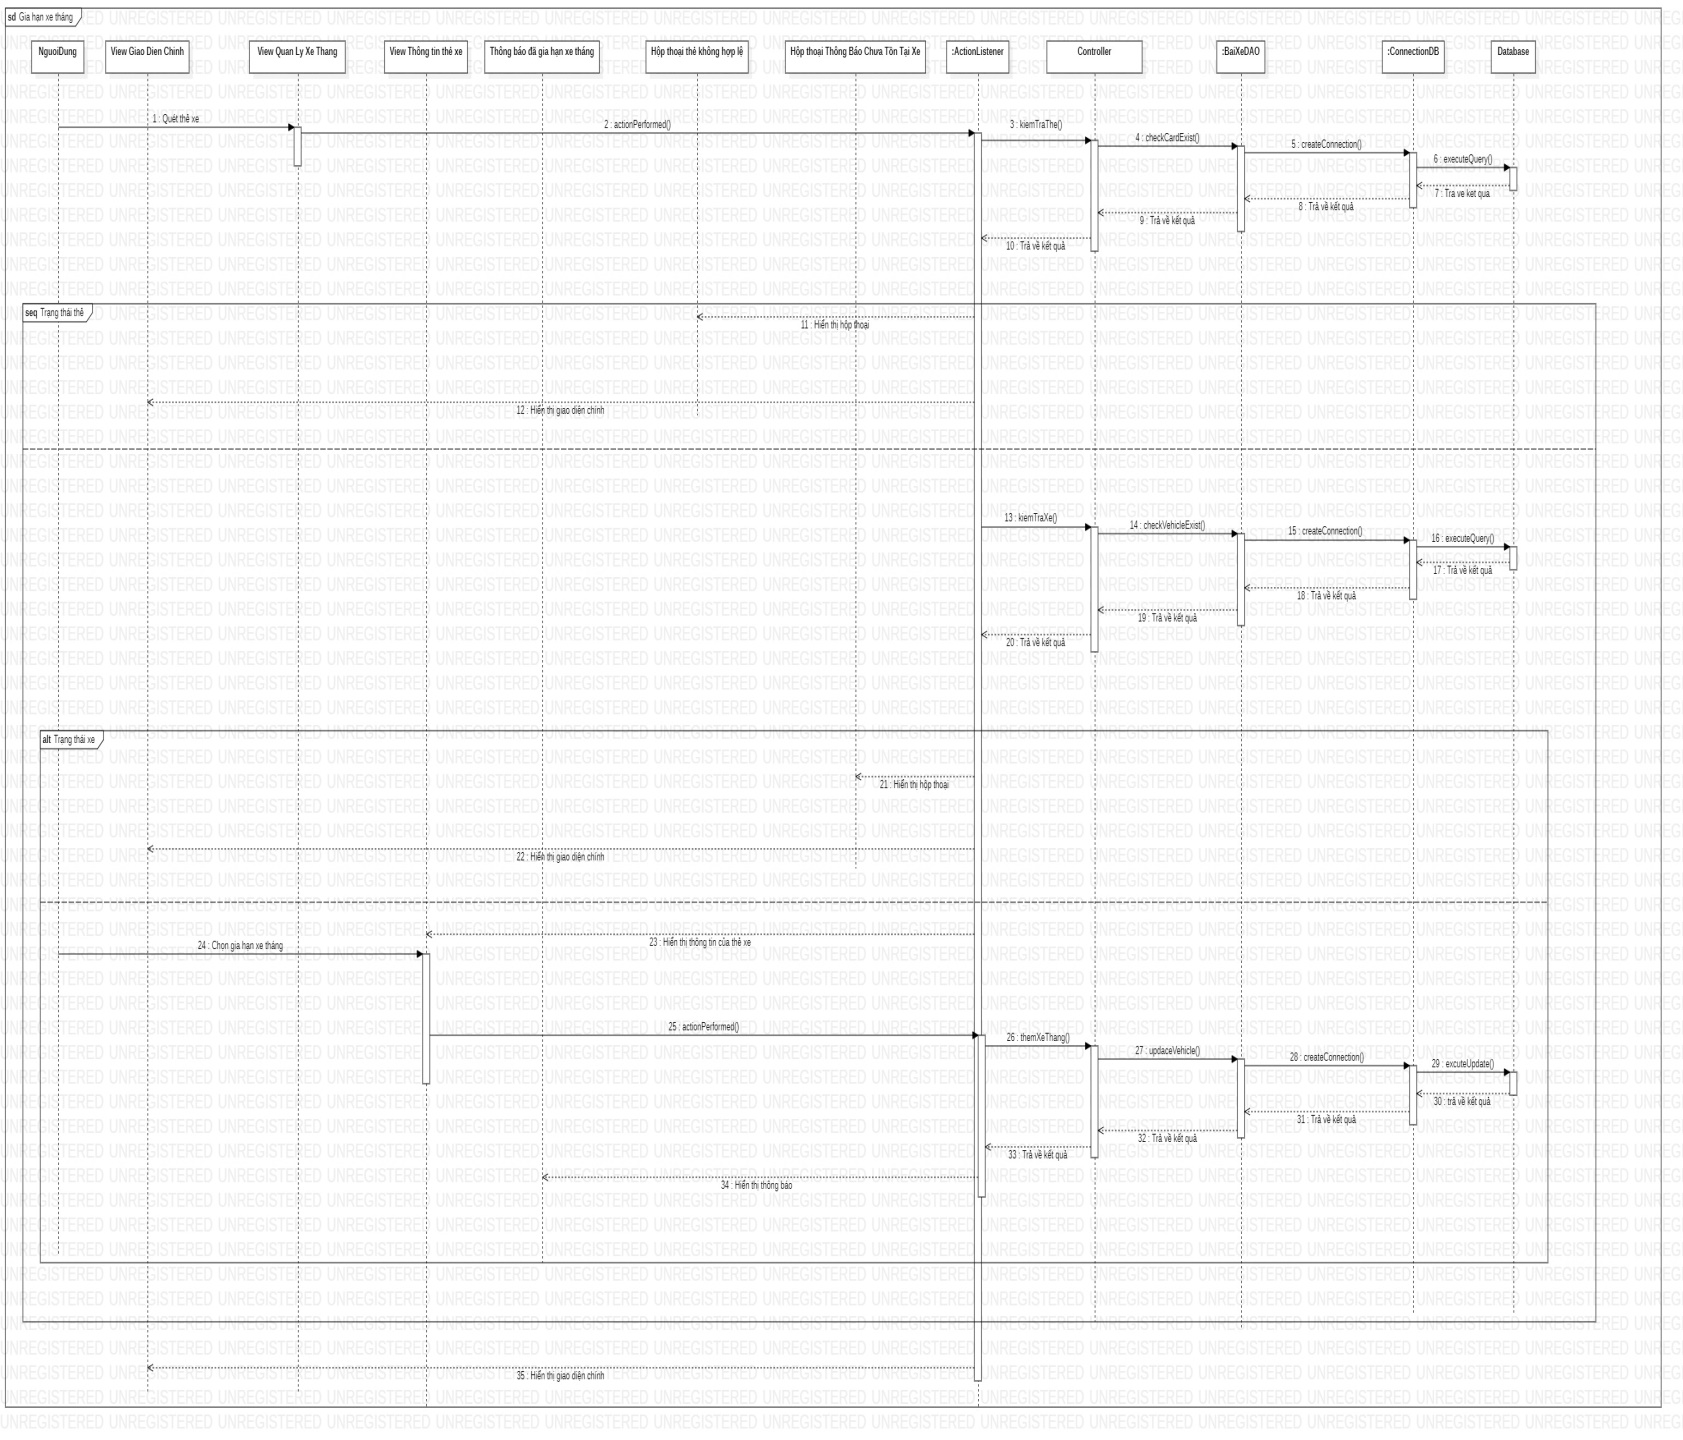 sd Gia hạn xe tháng
NguoiDung
View Giao Dien Chinh
View Quan Ly Xe Thang
View Thông tin thẻ xe
Thông báo đã gia hạn xe tháng
Hộp thoại thẻ không hợp lệ
Hộp thoại Thông Báo Chưa Tồn Tại Xe
:ActionListener
Controller
:BaiXeDAO
:ConnectionDB
Database
1 : Quét thẻ xe
2 : actionPerformed()
3 : kiemTraThe()
4 : checkCardExist()
5 : createConnection()
6 : executeQuery()
7 : Tra ve ket qua
8 : Trả về kết quả
9 : Trả về kết quả
10 : Trả về kết quả
seq Trạng thái thẻ
11 : Hiển thị hộp thoại
12 : Hiển thị giao diện chính
13 : kiemTraXe()
14 : checkVehicleExist()
15 : createConnection()
16 : executeQuery()
17 : Trả về kết quả
18 : Trả về kết quả
19 : Trả về kết quả
20 : Trả về kết quả
alt Trạng thái xe
21 : Hiển thị hộp thoại
22 : Hiển thị giao diện chính
23 : Hiển thị thông tin của thẻ xe
24 : Chọn gia hạn xe tháng
25 : actionPerformed()
26 : themXeThang()
27 : updaceVehicle()
28 : createConnection()
29 : excuteUpdate()
30 : trả về kết quả
31 : Trả về kết quả
32 : Trả về kết quả
33 : Trả về kết quả
34 : Hiển thị thông báo
35 : Hiển thị giao diện chính
UNREGISTERED